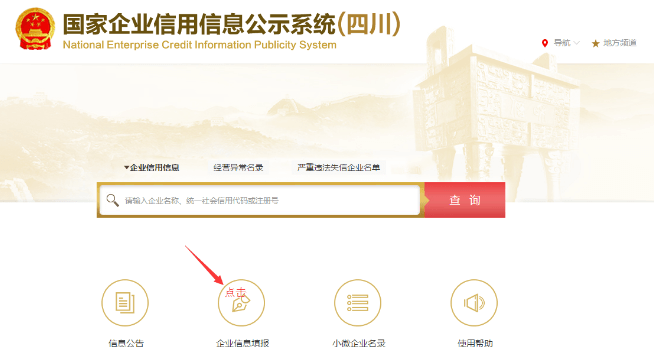 国家企业信用信息公示系统(四川)
National Enterprise Credit Information Publicity System
导航 地方频道
企业信用信息 经营异常名录 严重违法失信企业名单
请输入企业名称、统一社会信用代码或注册号 查 询
点击
信息公告 企业信息填报 小微企业名录 使用帮助